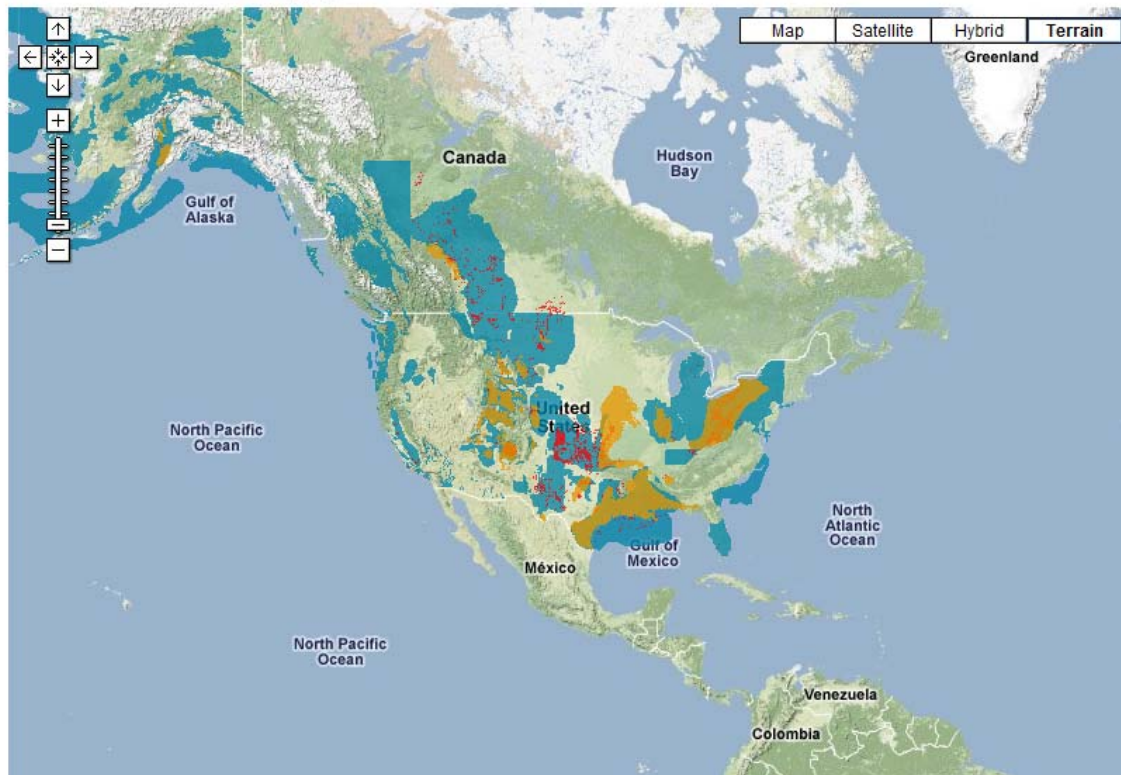 Map Satellite Hybrid Terrain
Greenland
Canada
Hudson
Bay
Gulf of
Alaska
United
States
North Pacific
Ocean
North
Atlantic
Ocean
Gulf of
Mexico
México
North Pacific
Ocean
Venezuela
Colombia